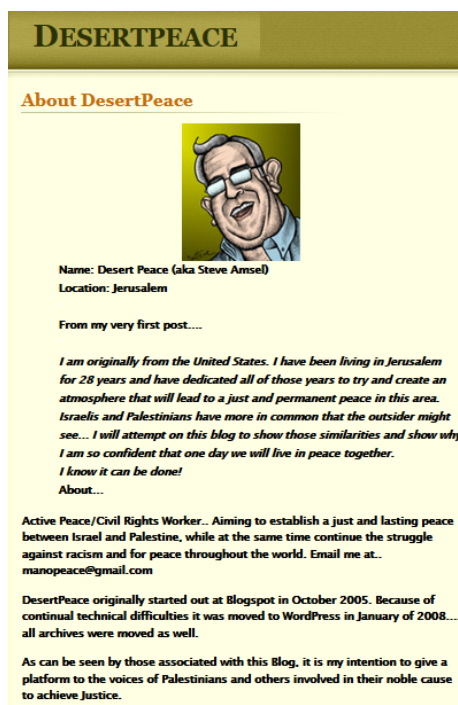 DESERTPEACE
About DesertPeace
Name: Desert Peace (aka Steve Amsel)
Location: Jerusalem
From my very first post....
I am originally from the United States. I have been living in Jerusalem
for 28 years and have dedicated all of those years to try and create an
atmosphere that will lead to a just and permanent peace in this area.
Israelis and Palestinians have more in common that the outsider might
see... I will attempt on this blog to show those similarities and show why
I am so confident that one day we will live in peace together.
I know it can be done!
About...
Active Peace/Civil Rights Worker.. Aiming to establish a just and lasting peace
between Israel and Palestine, while at the same time continue the struggle
against racism and for peace throughout the world. Email me at..
manopeace@gmail.com
DesertPeace originally started out at Blogspot in October 2005. Because of
continual technical difficulties it was moved to WordPress in January of 2008....
all archives were moved as well.
As can be seen by those associated with this Blog, it is my intention to give a
platform to the voices of Palestinians and others involved in their noble cause
to achieve Justice.